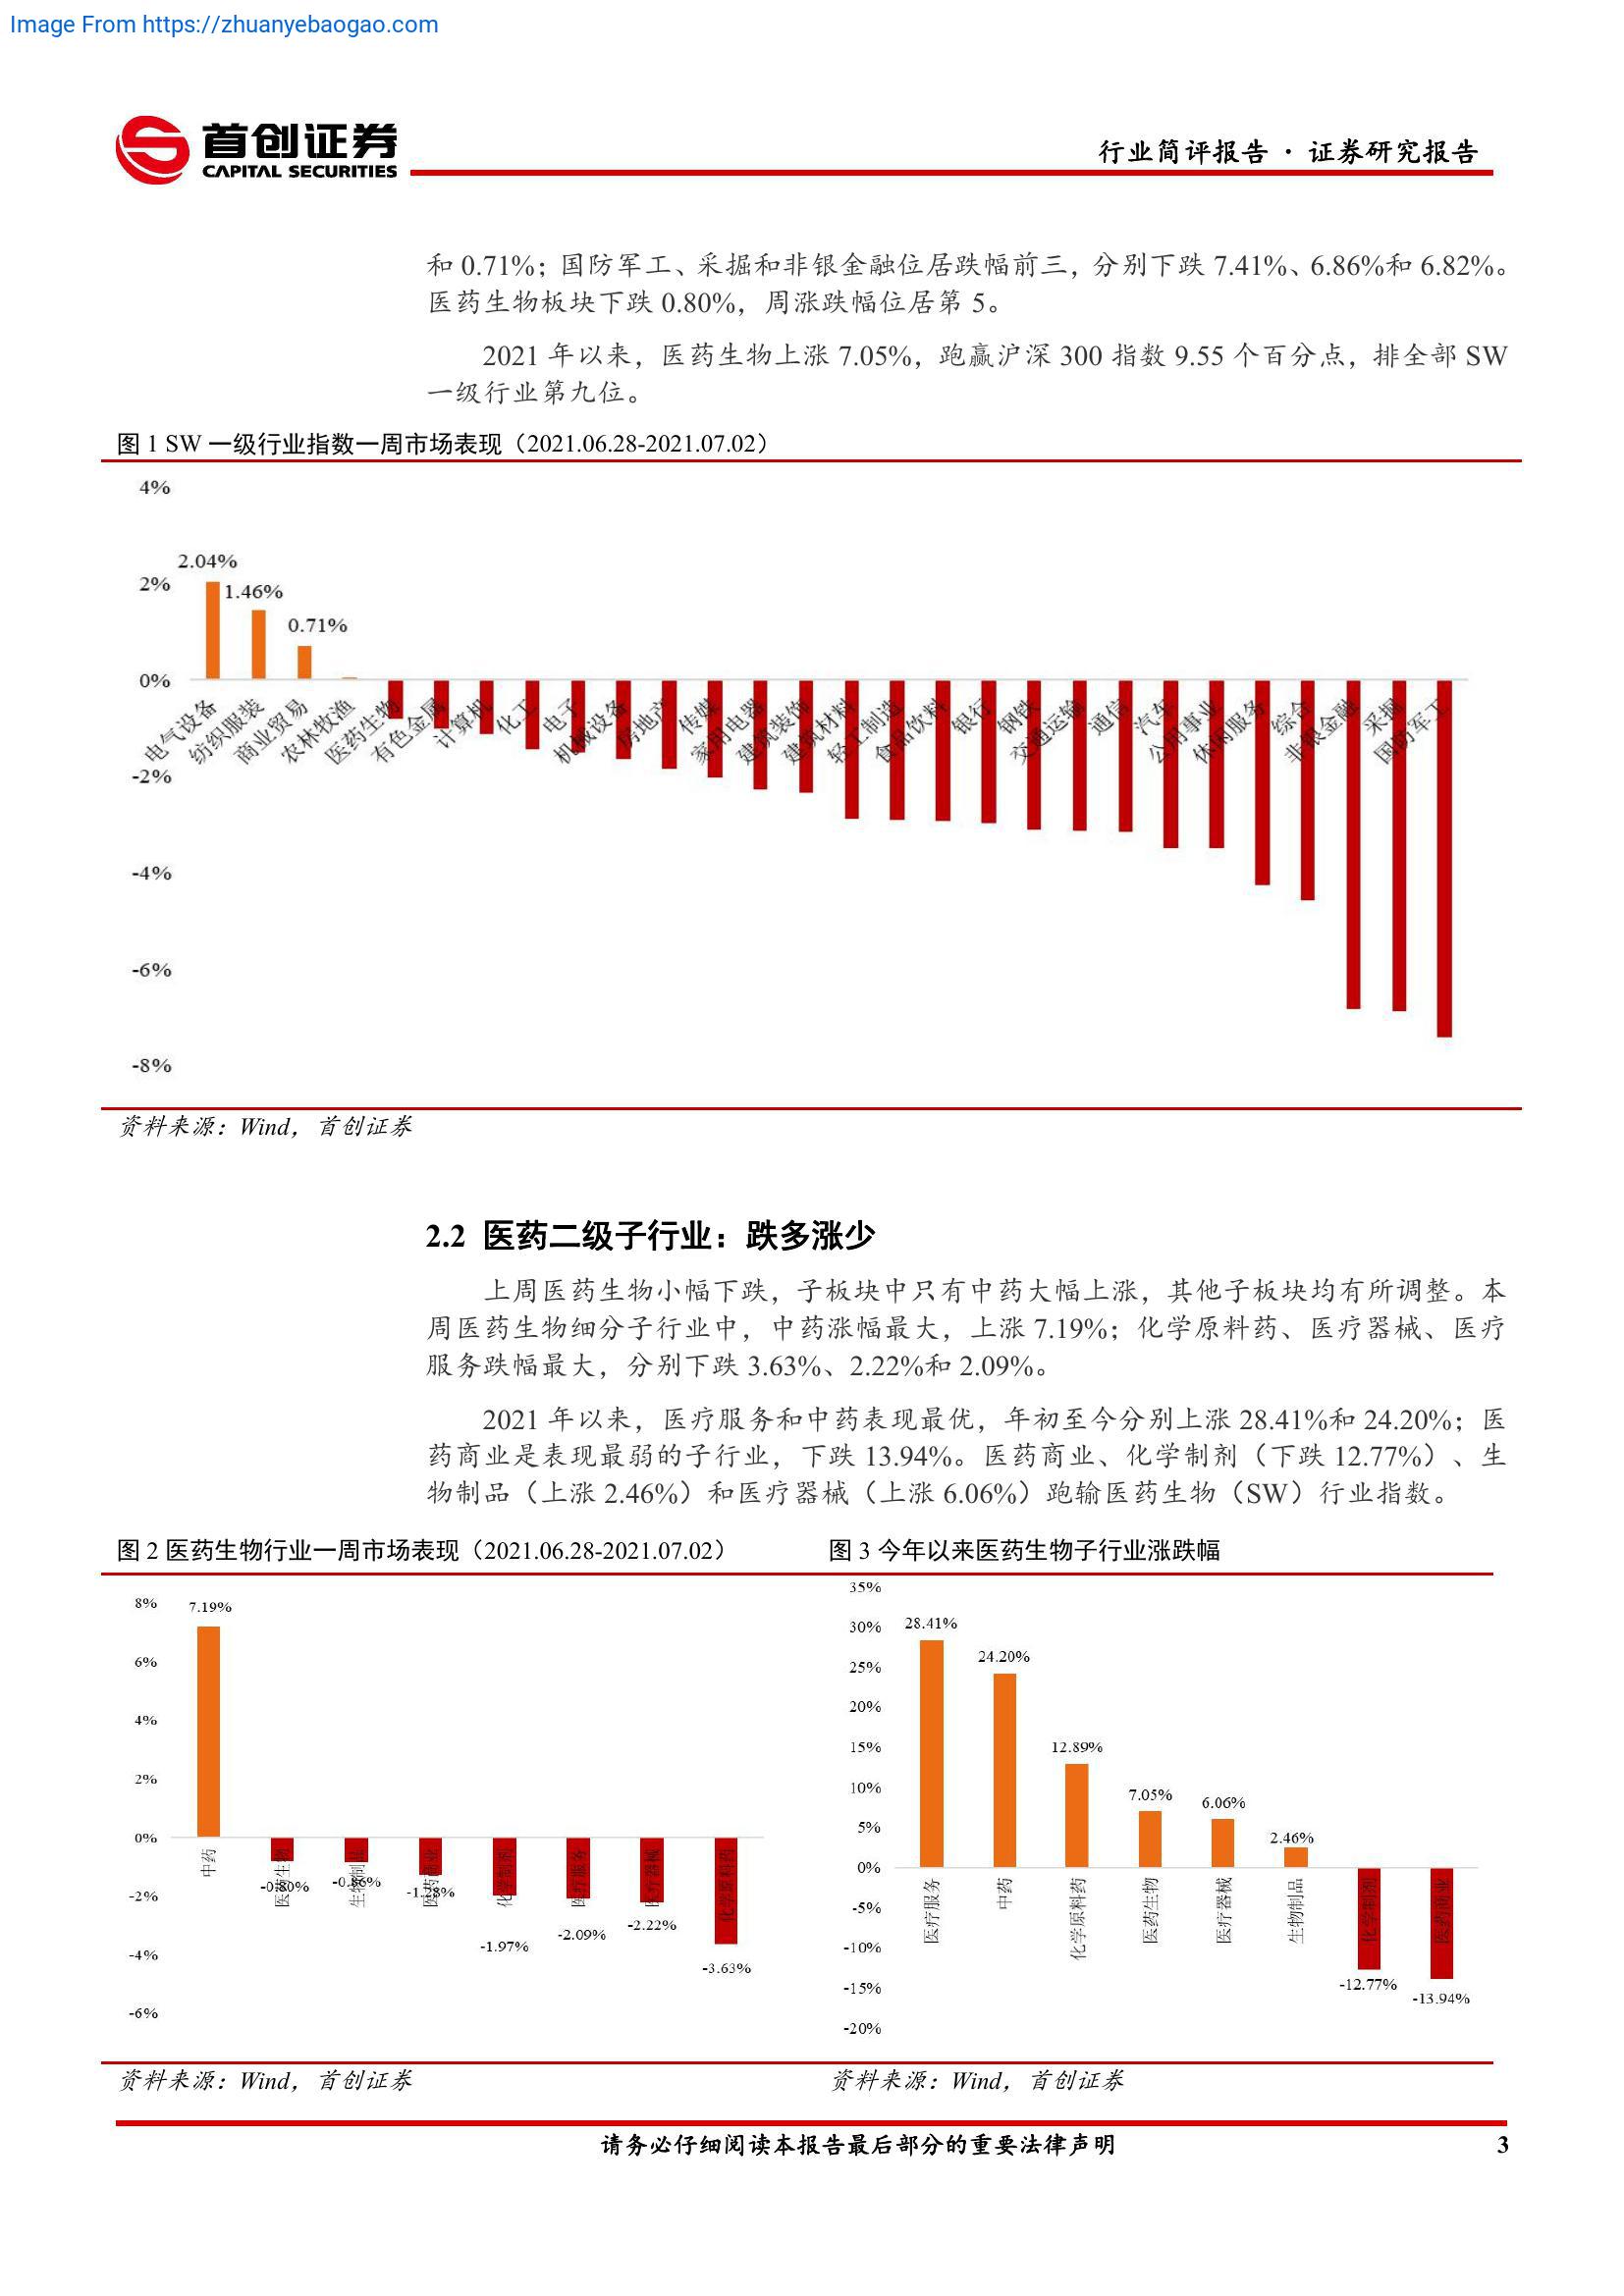 Image From https://zhuanyebaogao.com
首创证券
CAPITAL SECURITIES
行业简评报告 · 证券研究报告
和 0.71%；国防军工、采掘和非银金融位居跌幅前三，分别下跌 7.41%、6.86%和 6.82%。
医药生物板块下跌 0.80%，周涨跌幅位居第 5。
2021 年以来，医药生物上涨 7.05%，跑赢沪深 300 指数 9.55 个百分点，排全部 SW
一级行业第九位。
图 1 SW 一级行业指数一周市场表现（2021.06.28-2021.07.02）
4%
2%
0%
-2%
-4%
-6%
-8%
2.04%
1.46%
0.71%
电气设备
纺织服装
商业贸易
农林牧渔
医药生物
有色金属
计算机
化工
电子
机械设备
房地产
传媒
家用电器
建筑装饰
建筑材料
轻工制造
食品饮料
银行
钢铁
交通运输
通信
汽车
公用事业
休闲服务
综合
非银金融
采掘
国防军工
资料来源：Wind，首创证券
2.2 医药二级子行业：跌多涨少
上周医药生物小幅下跌，子板块中只有中药大幅上涨，其他子板块均有所调整。本
周医药生物细分子行业中，中药涨幅最大，上涨 7.19%；化学原料药、医疗器械、医疗
服务跌幅最大，分别下跌 3.63%、2.22%和 2.09%。
2021 年以来，医疗服务和中药表现最优，年初至今分别上涨 28.41%和 24.20%；医
药商业是表现最弱的子行业，下跌 13.94%。医药商业、化学制剂（下跌 12.77%）、生
物制品（上涨 2.46%）和医疗器械（上涨 6.06%）跑输医药生物（SW）行业指数。
图 2 医药生物行业一周市场表现（2021.06.28-2021.07.02）
8%
6%
4%
2%
0%
-2%
-4%
-6%
7.19%
-0.80%
-0.86%
-1.28%
-1.97%
-2.09%
-2.22%
-3.63%
中药
医药生物
生物制品
医药商业
化学制剂
医疗服务
医疗器械
化学原料药
图 3 今年以来医药生物子行业涨跌幅
35%
30%
25%
20%
15%
10%
5%
0%
-5%
-10%
-15%
-20%
28.41%
24.20%
12.89%
7.05%
6.06%
2.46%
-12.77%
-13.94%
医疗服务
中药
化学原料药
医药生物
医疗器械
生物制品
化学制剂
医药商业
资料来源：Wind，首创证券
资料来源：Wind，首创证券
请务必仔细阅读本报告最后部分的重要法律声明
3